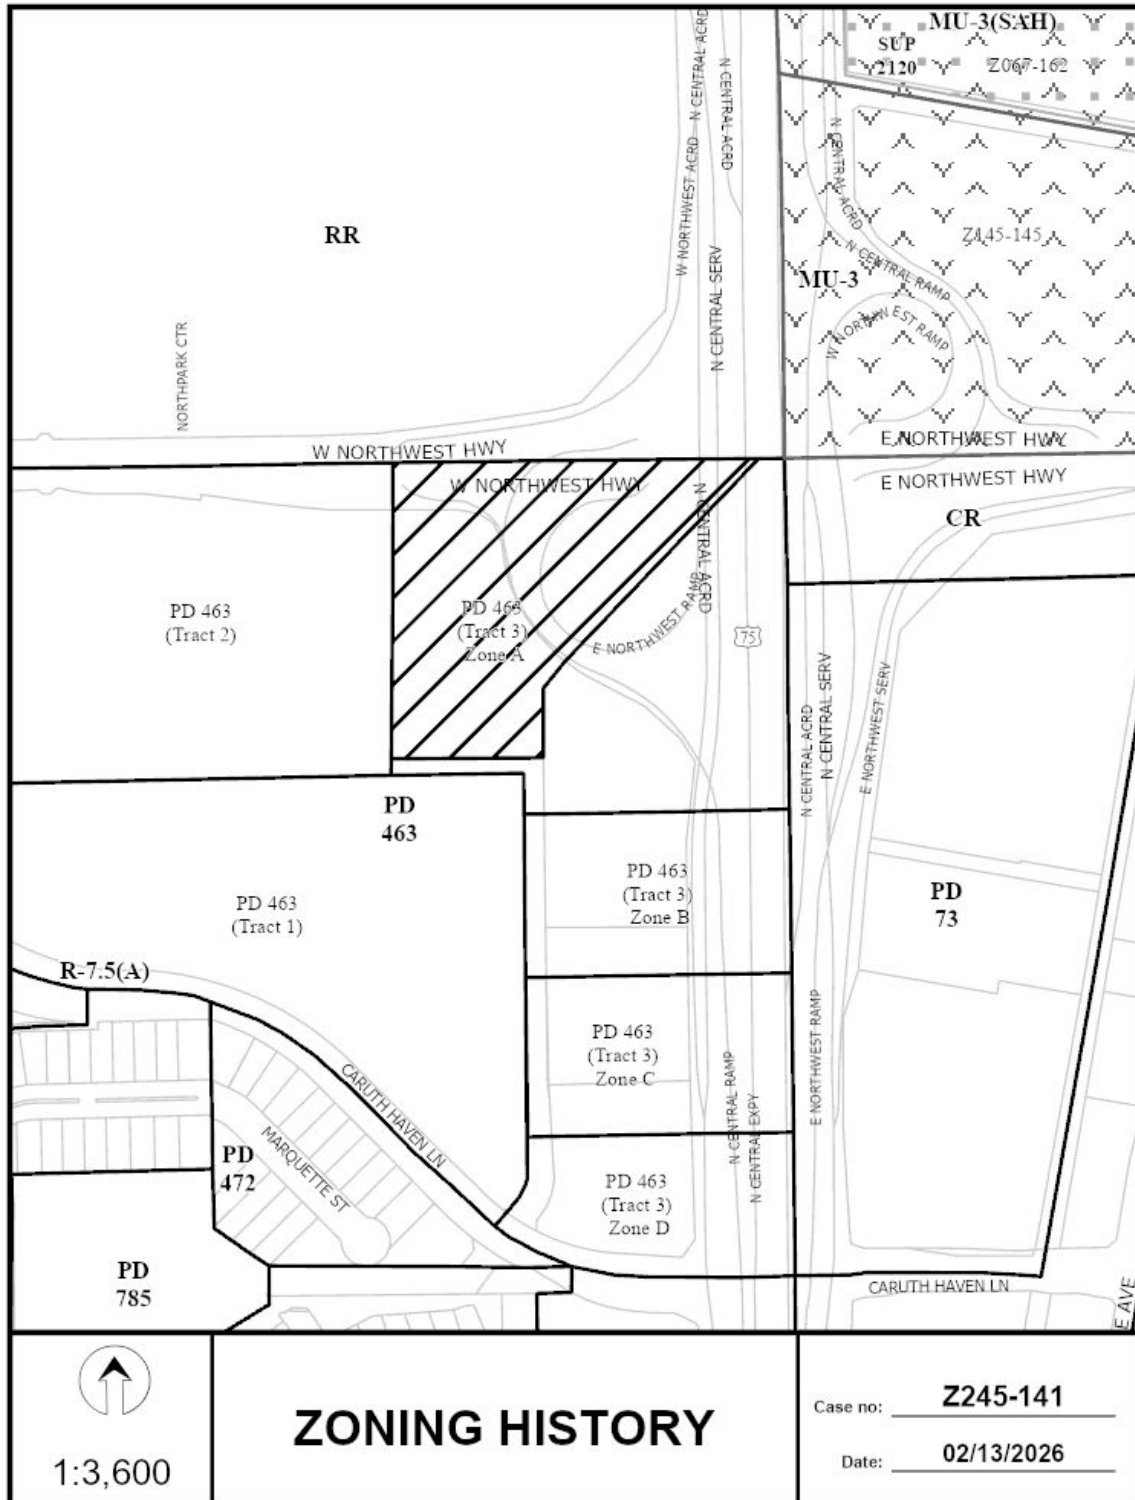 MU-3(SAH)
SUP
2120
Z067-162
N CENTRAL ACRD
N CENTRAL ACRD
W NORTHWEST ACRD
N CENTRAL SERV
N CENTRAL ACRD
RR
Z145-145
N CENTRAL RAMP
MU-3
W NORTHWEST RAMP
NORTHPARK CTR
W NORTHWEST HWY
E NORTHWEST HWY
W NORTHWEST HWY
E NORTHWEST HWY
N CENTRAL ACRD
CR
PD 463
(Tract 2)
PD 463
(Tract 3)
Zone A
E NORTHWEST RAMP
75
N CENTRAL ACRD
N CENTRAL SERV
E NORTHWEST SERV
PD
463
PD 463
(Tract 1)
PD 463
(Tract 3)
Zone B
PD
73
R-7.5(A)
PD 463
(Tract 3)
Zone C
E NORTHWEST RAMP
N CENTRAL RAMP
N CENTRAL EXPY
CARUTH HAVEN LN
MARQUETTE ST
PD
472
PD 463
(Tract 3)
Zone D
PD
785
CARUTH HAVEN LN
E AVE
1:3,600
ZONING HISTORY
Case no: Z245-141
Date: 02/13/2026